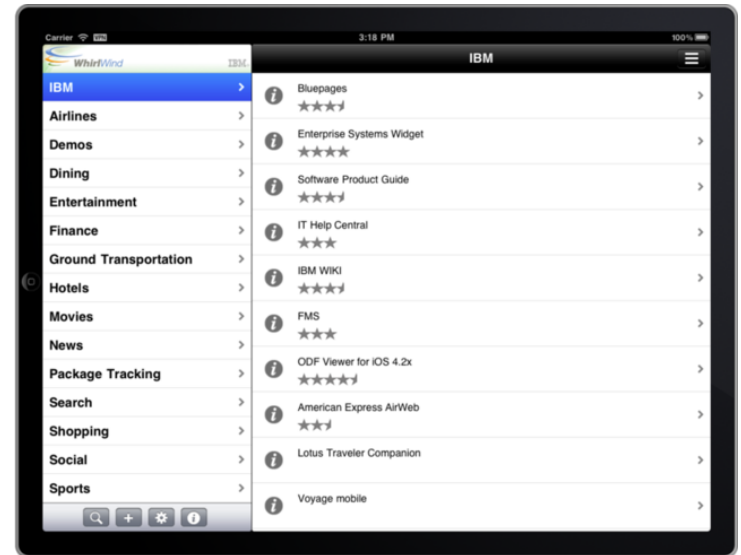 Carrier VPN 3:18 PM 100%
WhirlWind IBM
IBM
IBM
Airlines
Demos
Dining
Entertainment
Finance
Ground Transportation
Hotels
Movies
News
Package Tracking
Search
Shopping
Social
Sports
Bluepages
Enterprise Systems Widget
Software Product Guide
IT Help Central
IBM WIKI
FMS
ODF Viewer for iOS 4.2x
American Express AirWeb
Lotus Traveler Companion
Voyage mobile